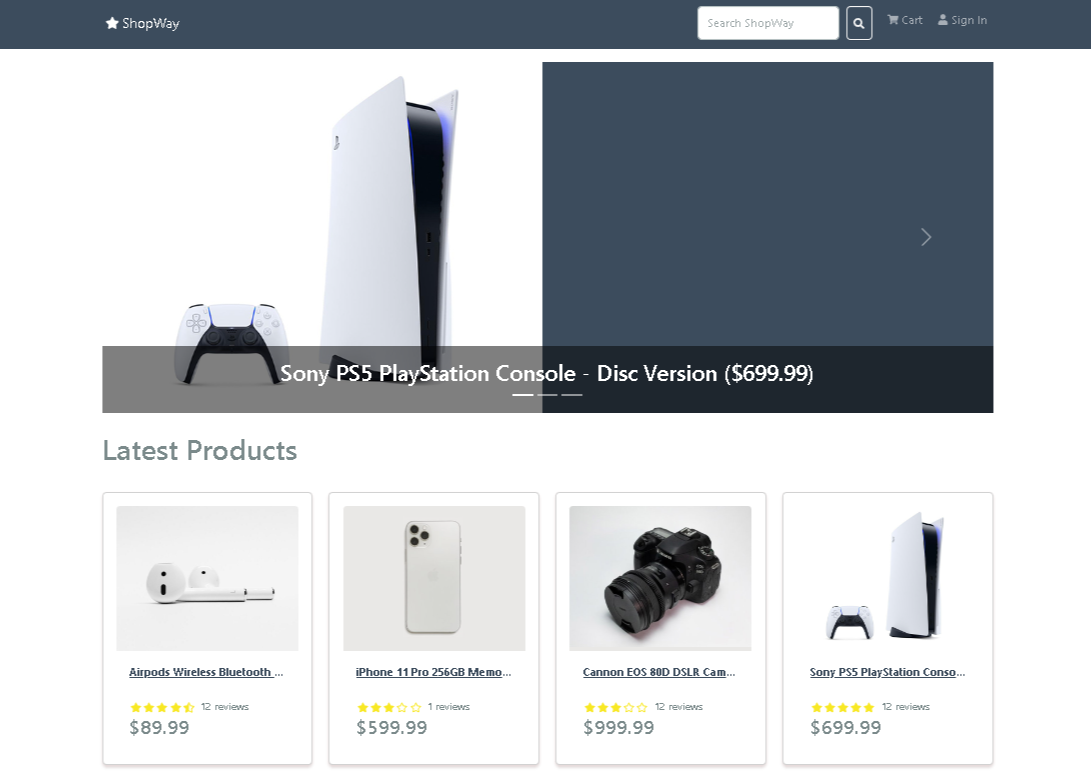 ShopWay
Search ShopWay
Cart
Sign In
Sony PS5 PlayStation Console - Disc Version ($699.99)
Latest Products
Airpods Wireless Bluetooth ...
iPhone 11 Pro 256GB Memo...
Cannon EOS 80D DSLR Cam...
Sony PS5 PlayStation Conso...
12 reviews
1 reviews
12 reviews
12 reviews
$89.99
$599.99
$999.99
$699.99